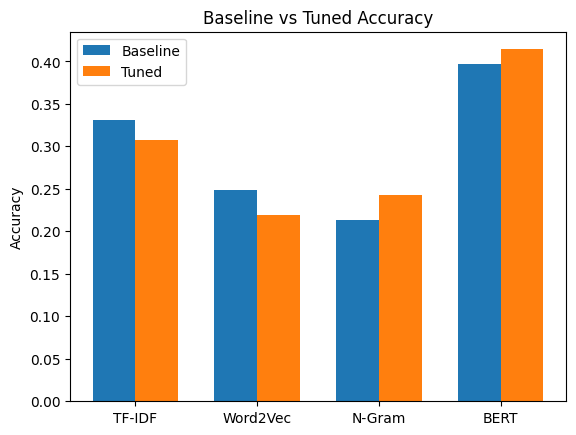 Baseline vs Tuned Accuracy
Baseline
Tuned
Accuracy
0.40
0.35
0.30
0.25
0.20
0.15
0.10
0.05
0.00
TF-IDF Word2Vec N-Gram BERT